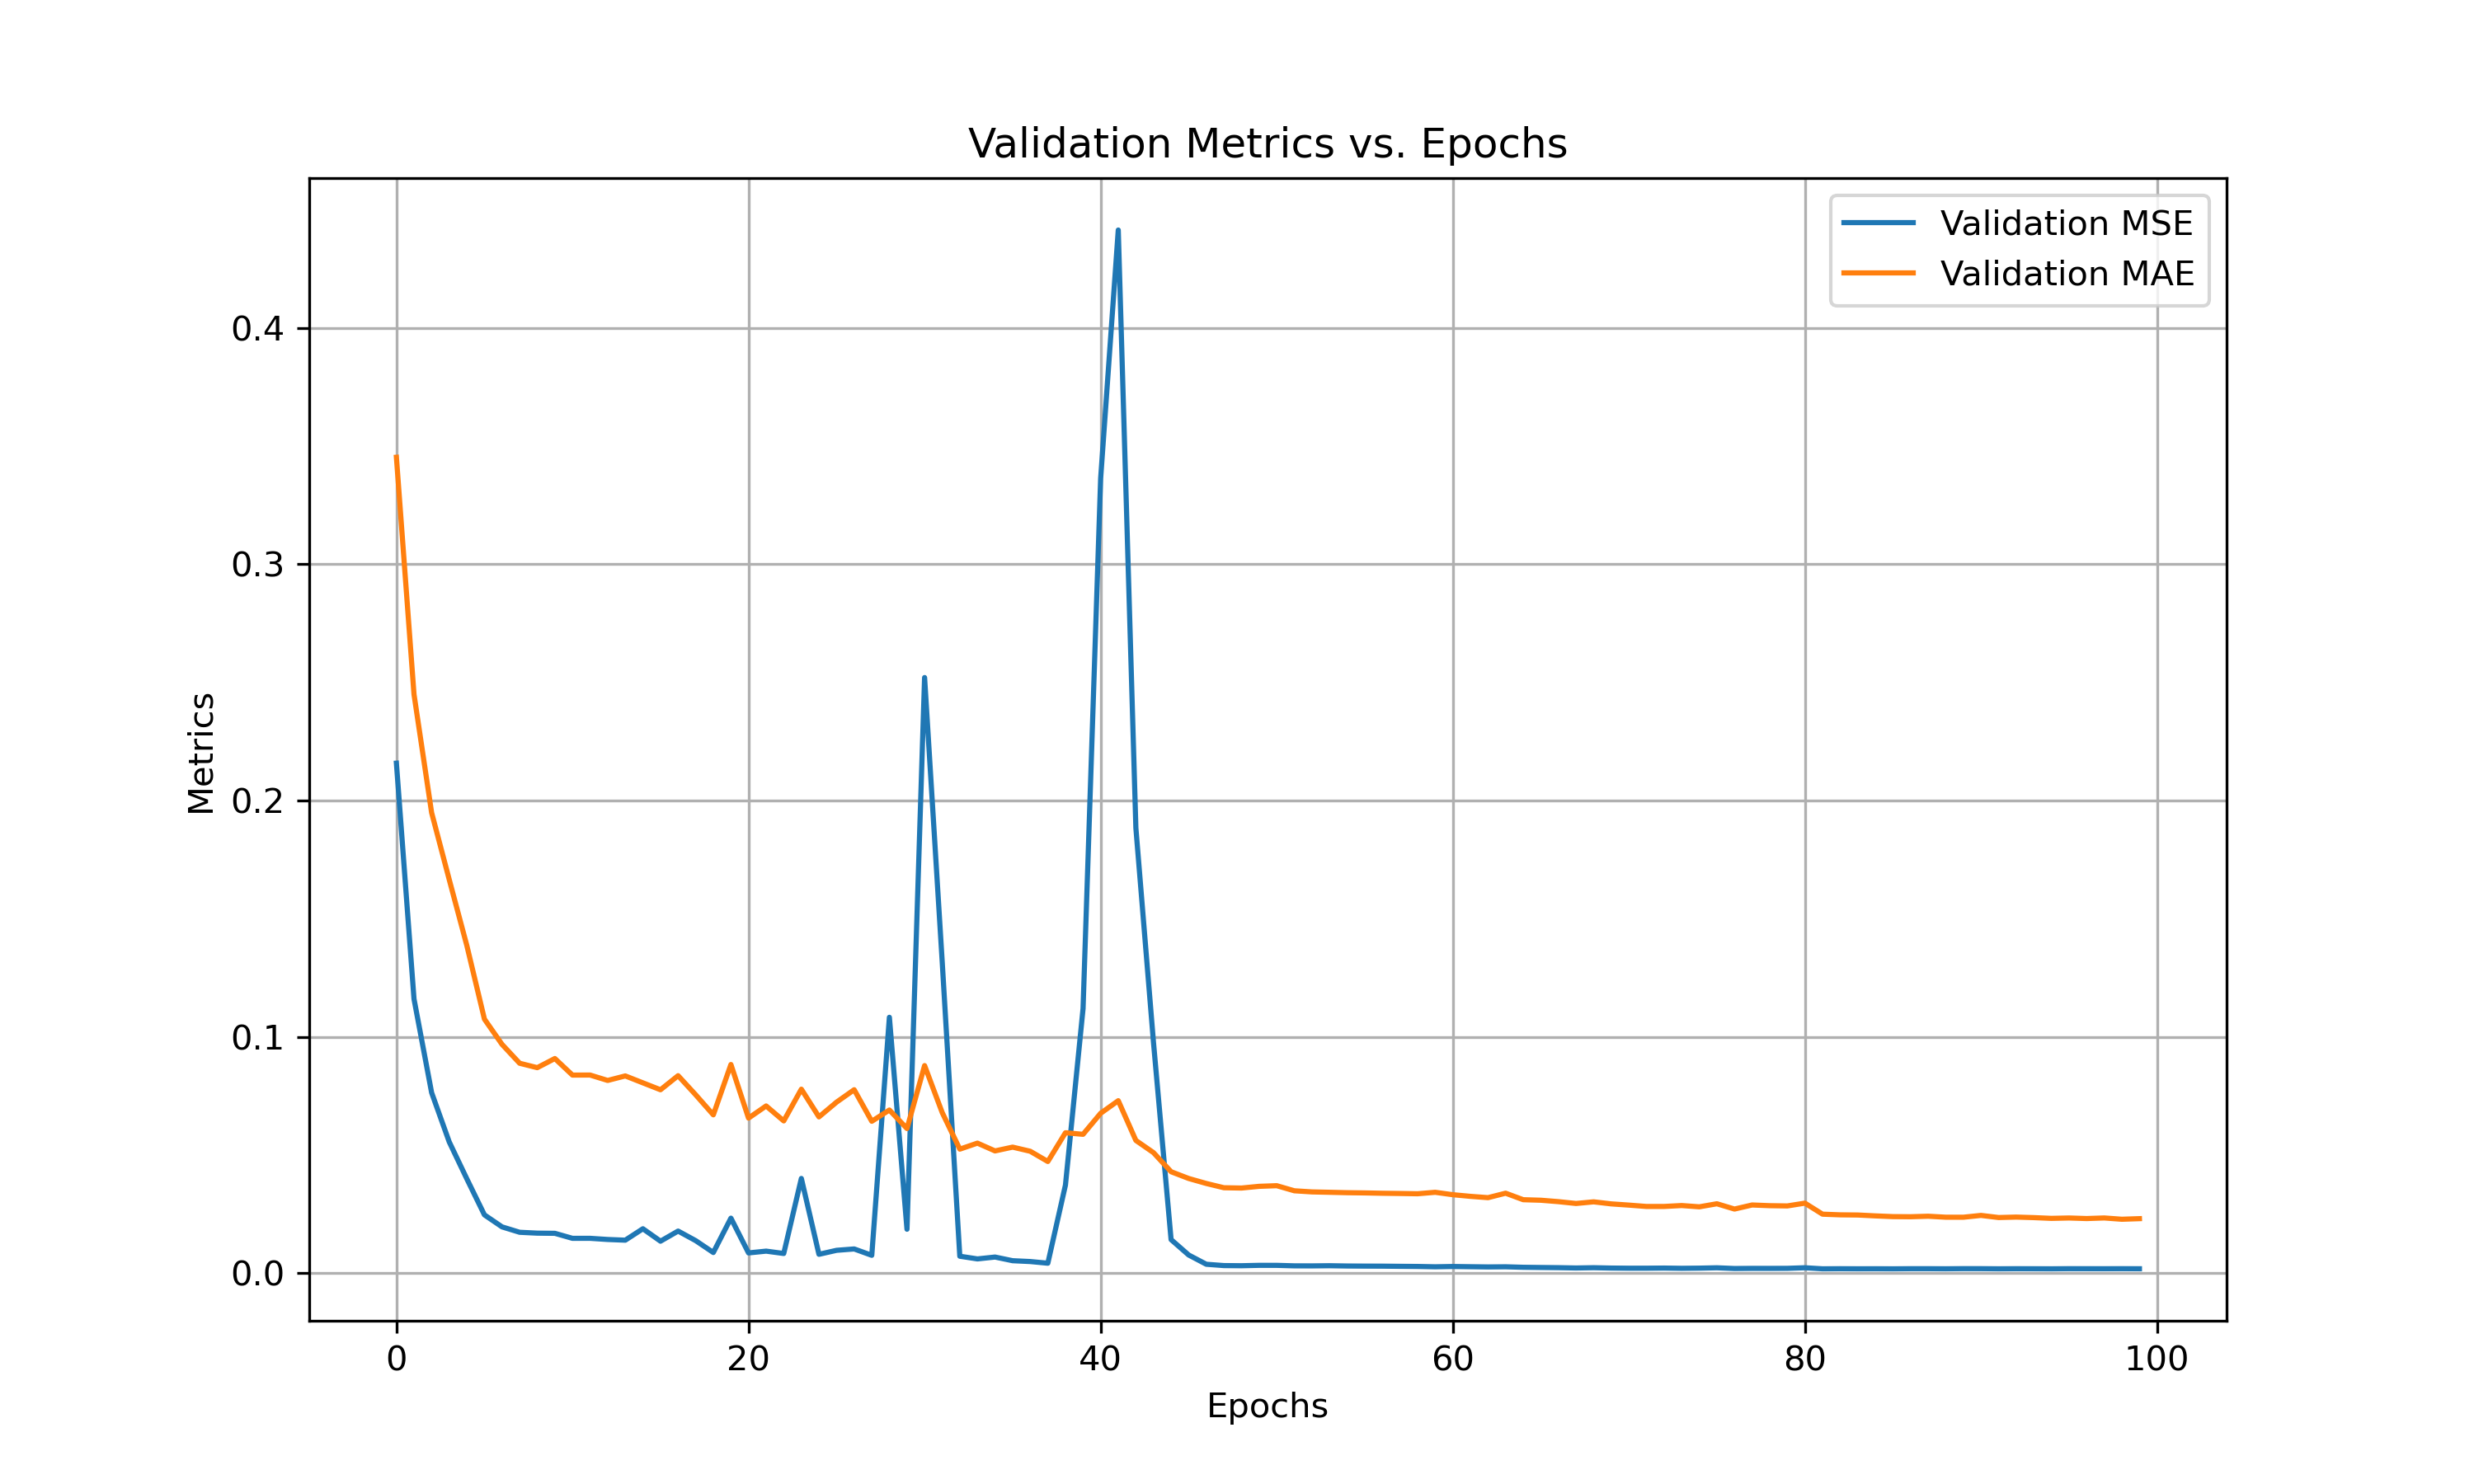 Validation Metrics vs. Epochs
Validation MSE
Validation MAE
0.4
0.3
0.2
0.1
0.0
Metrics
0 20 40 60 80 100
Epochs